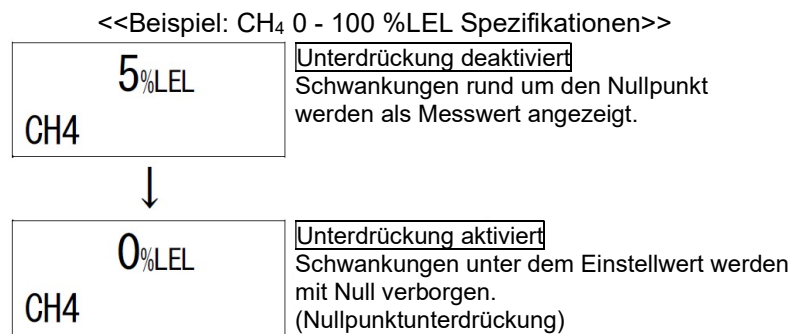 <<Beispiel: CH₄ 0 - 100 %LEL Spezifikationen>>
5%LEL
CH4
Unterdrückung deaktiviert
Schwankungen rund um den Nullpunkt
werden als Messwert angezeigt.
↓
0%LEL
CH4
Unterdrückung aktiviert
Schwankungen unter dem Einstellwert werden
mit Null verborgen.
(Nullpunktunterdrückung)